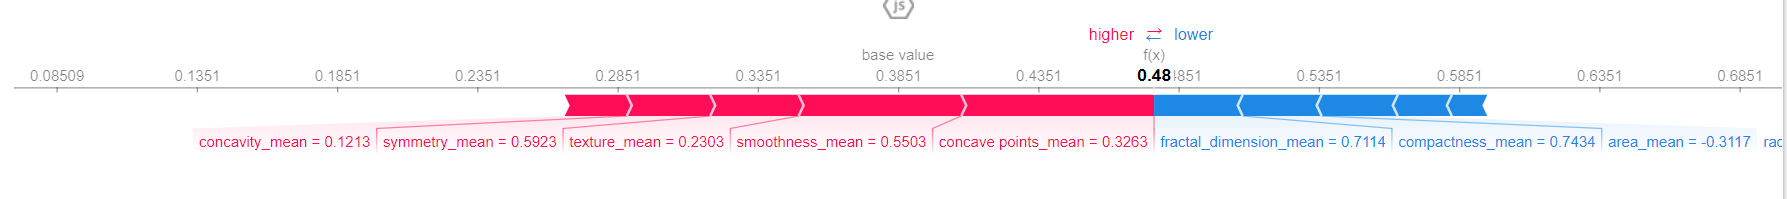 js
higher ⇄ lower
base value f(x)
0.08509 0.1351 0.1851 0.2351 0.2851 0.3351 0.3851 0.4351 0.48 851 0.5351 0.5851 0.6351 0.6851
concavity_mean = 0.1213 symmetry_mean = 0.5923 texture_mean = 0.2303 smoothness_mean = 0.5503 concave points_mean = 0.3263 fractal_dimension_mean = 0.7114 compactness_mean = 0.7434 area_mean = -0.3117